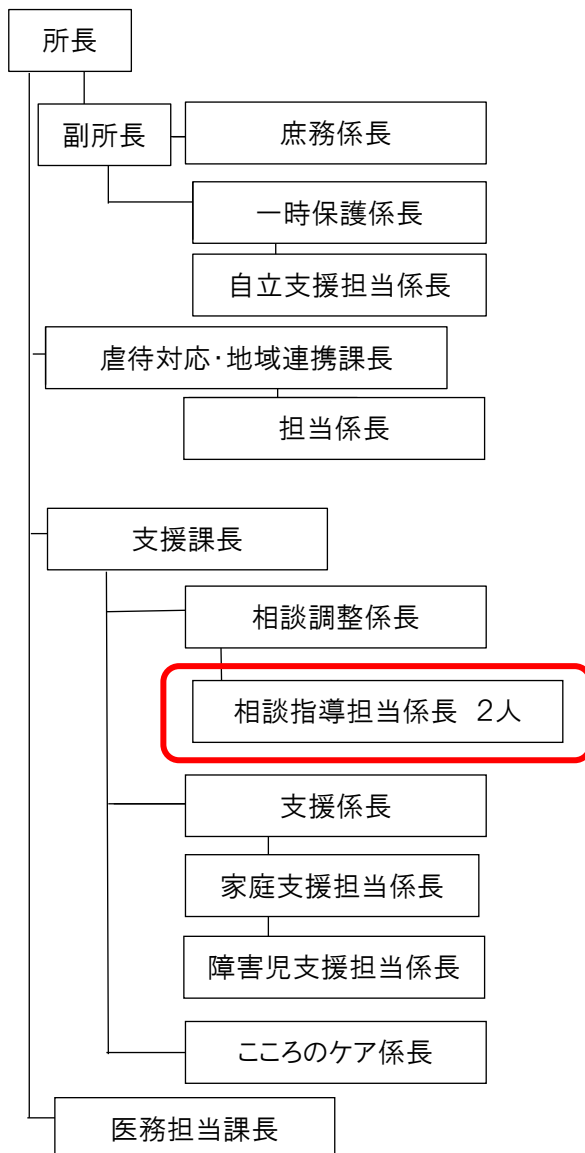 所長
副所長
庶務係長
一時保護係長
自立支援担当係長
虐待対応・地域連携課長
担当係長
支援課長
相談調整係長
相談指導担当係長 2人
支援係長
家庭支援担当係長
障害児支援担当係長
こころのケア係長
医務担当課長